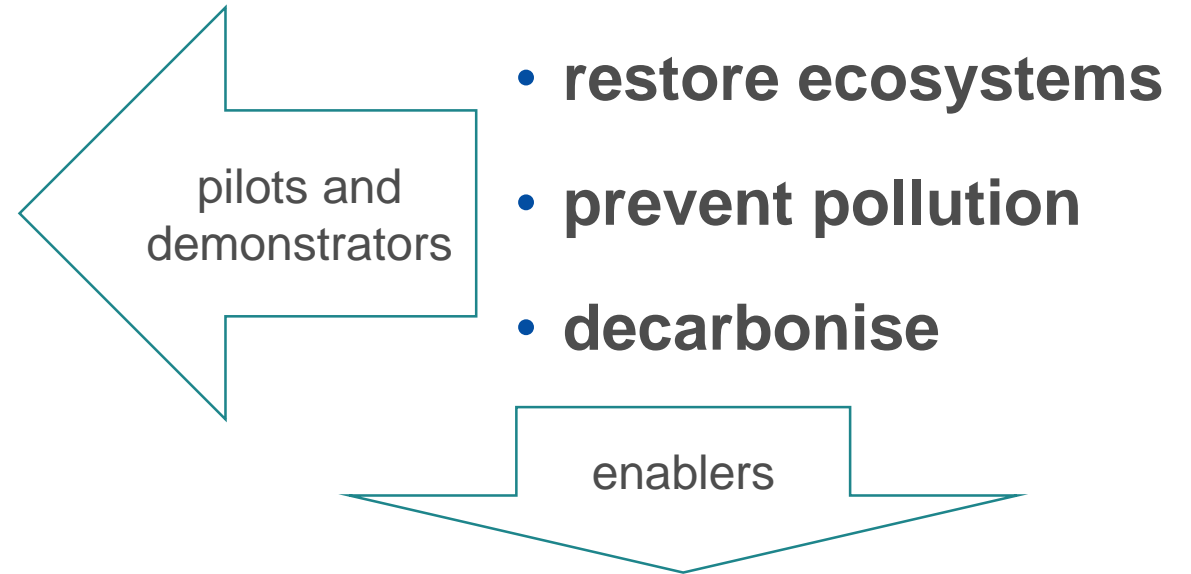 pilots and
demonstrators
• restore ecosystems
• prevent pollution
• decarbonise
enablers